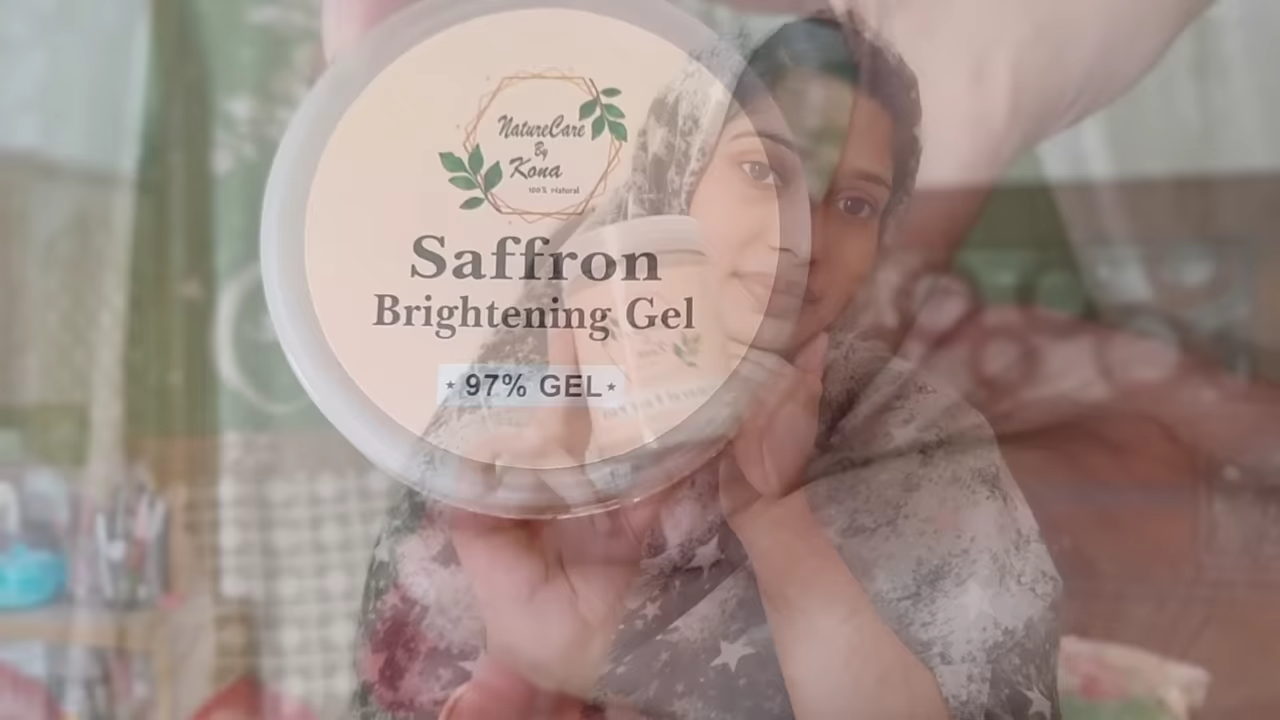 NatureCare
By
Kona
100% Natural
Saffron
Brightening Gel
★ 97% GEL ★